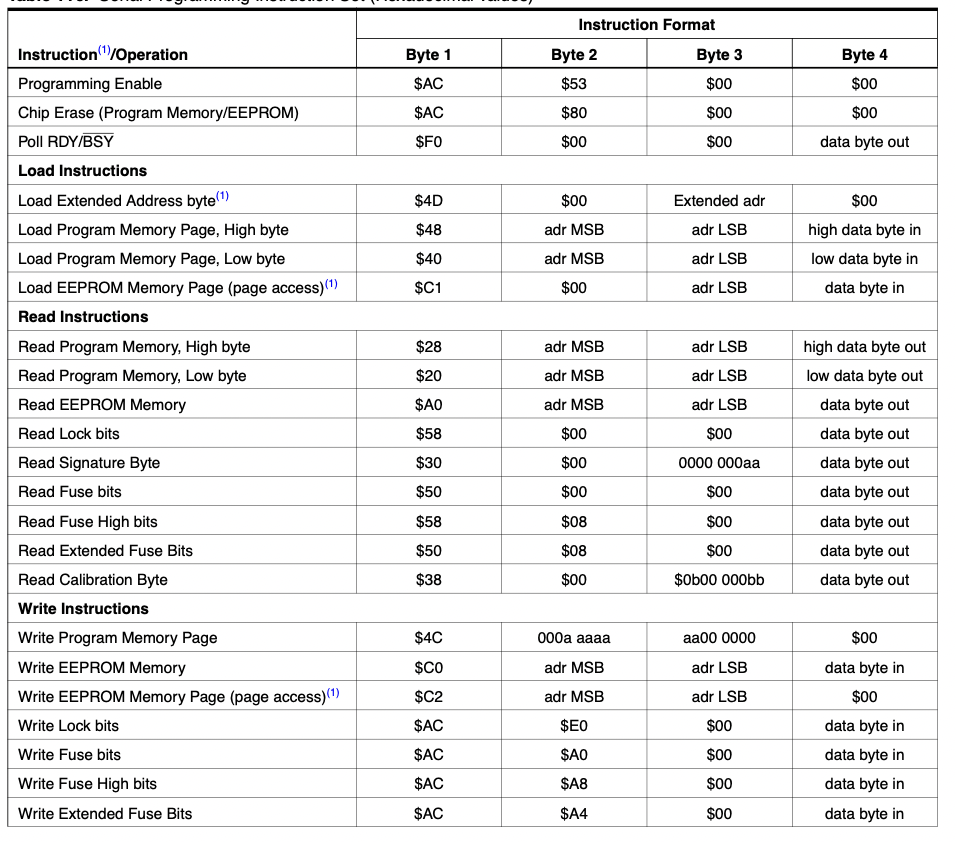 Table 116. Serial Programming Instruction Set (Hexadecimal values)
Instruction Format
Instruction(1)/Operation Byte 1 Byte 2 Byte 3 Byte 4
Programming Enable $AC $53 $00 $00
Chip Erase (Program Memory/EEPROM) $AC $80 $00 $00
Poll RDY/BSY $F0 $00 $00 data byte out
Load Instructions
Load Extended Address byte(1) $4D $00 Extended adr $00
Load Program Memory Page, High byte $48 adr MSB adr LSB high data byte in
Load Program Memory Page, Low byte $40 adr MSB adr LSB low data byte in
Load EEPROM Memory Page (page access)(1) $C1 $00 adr LSB data byte in
Read Instructions
Read Program Memory, High byte $28 adr MSB adr LSB high data byte out
Read Program Memory, Low byte $20 adr MSB adr LSB low data byte out
Read EEPROM Memory $A0 adr MSB adr LSB data byte out
Read Lock bits $58 $00 $00 data byte out
Read Signature Byte $30 $00 0000 000aa data byte out
Read Fuse bits $50 $00 $00 data byte out
Read Fuse High bits $58 $08 $00 data byte out
Read Extended Fuse Bits $50 $08 $00 data byte out
Read Calibration Byte $38 $00 $0b00 000bb data byte out
Write Instructions
Write Program Memory Page $4C 000a aaaa aa00 0000 $00
Write EEPROM Memory $C0 adr MSB adr LSB data byte in
Write EEPROM Memory Page (page access)(1) $C2 adr MSB adr LSB $00
Write Lock bits $AC $E0 $00 data byte in
Write Fuse bits $AC $A0 $00 data byte in
Write Fuse High bits $AC $A8 $00 data byte in
Write Extended Fuse Bits $AC $A4 $00 data byte in